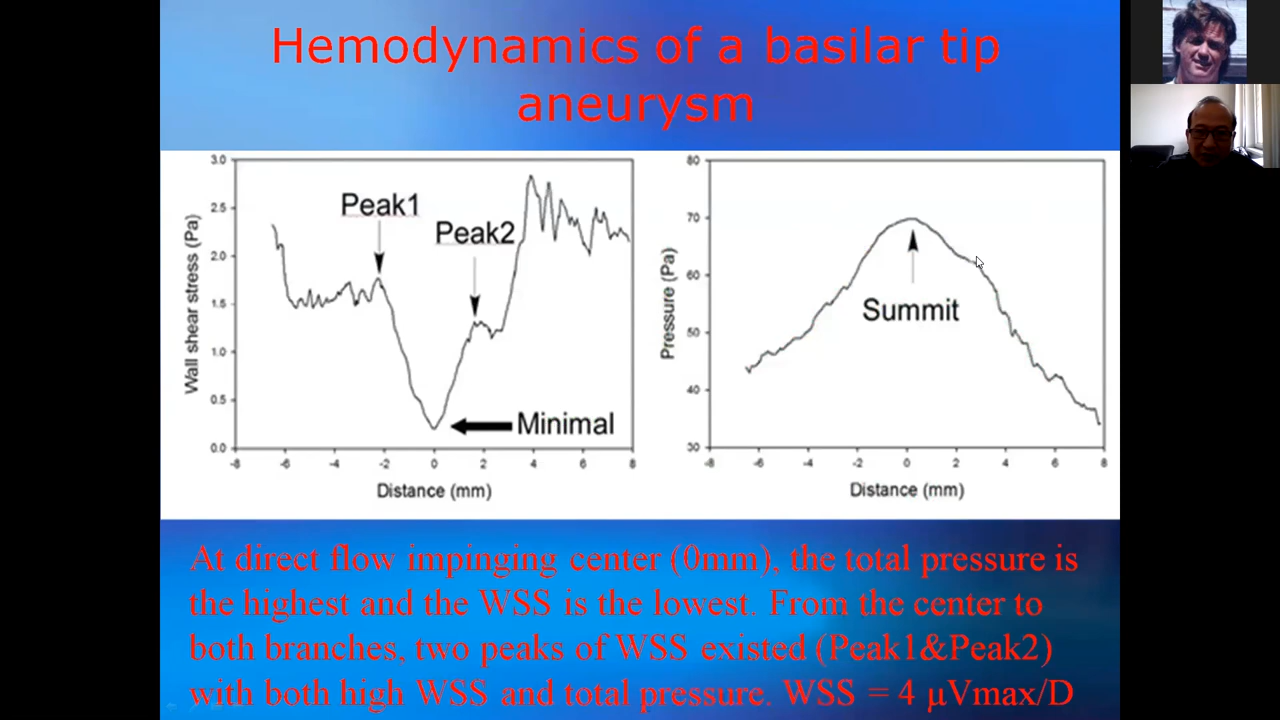 Hemodynamics of a basilar tip
aneurysm
3.0
2.5
2.0
1.5
1.0
0.5
0.0
Wall shear stress (Pa)
Peak1
Peak2
Minimal
-8 -6 -4 -2 0 2 4 6 8
Distance (mm)
80
70
60
50
40
30
Pressure (Pa)
Summit
-8 -6 -4 -2 0 2 4 6 8
Distance (mm)
At direct flow impinging center (0mm), the total pressure is
the highest and the WSS is the lowest. From the center to
both branches, two peaks of WSS existed (Peak1&Peak2)
with both high WSS and total pressure. WSS = 4 μVmax/D